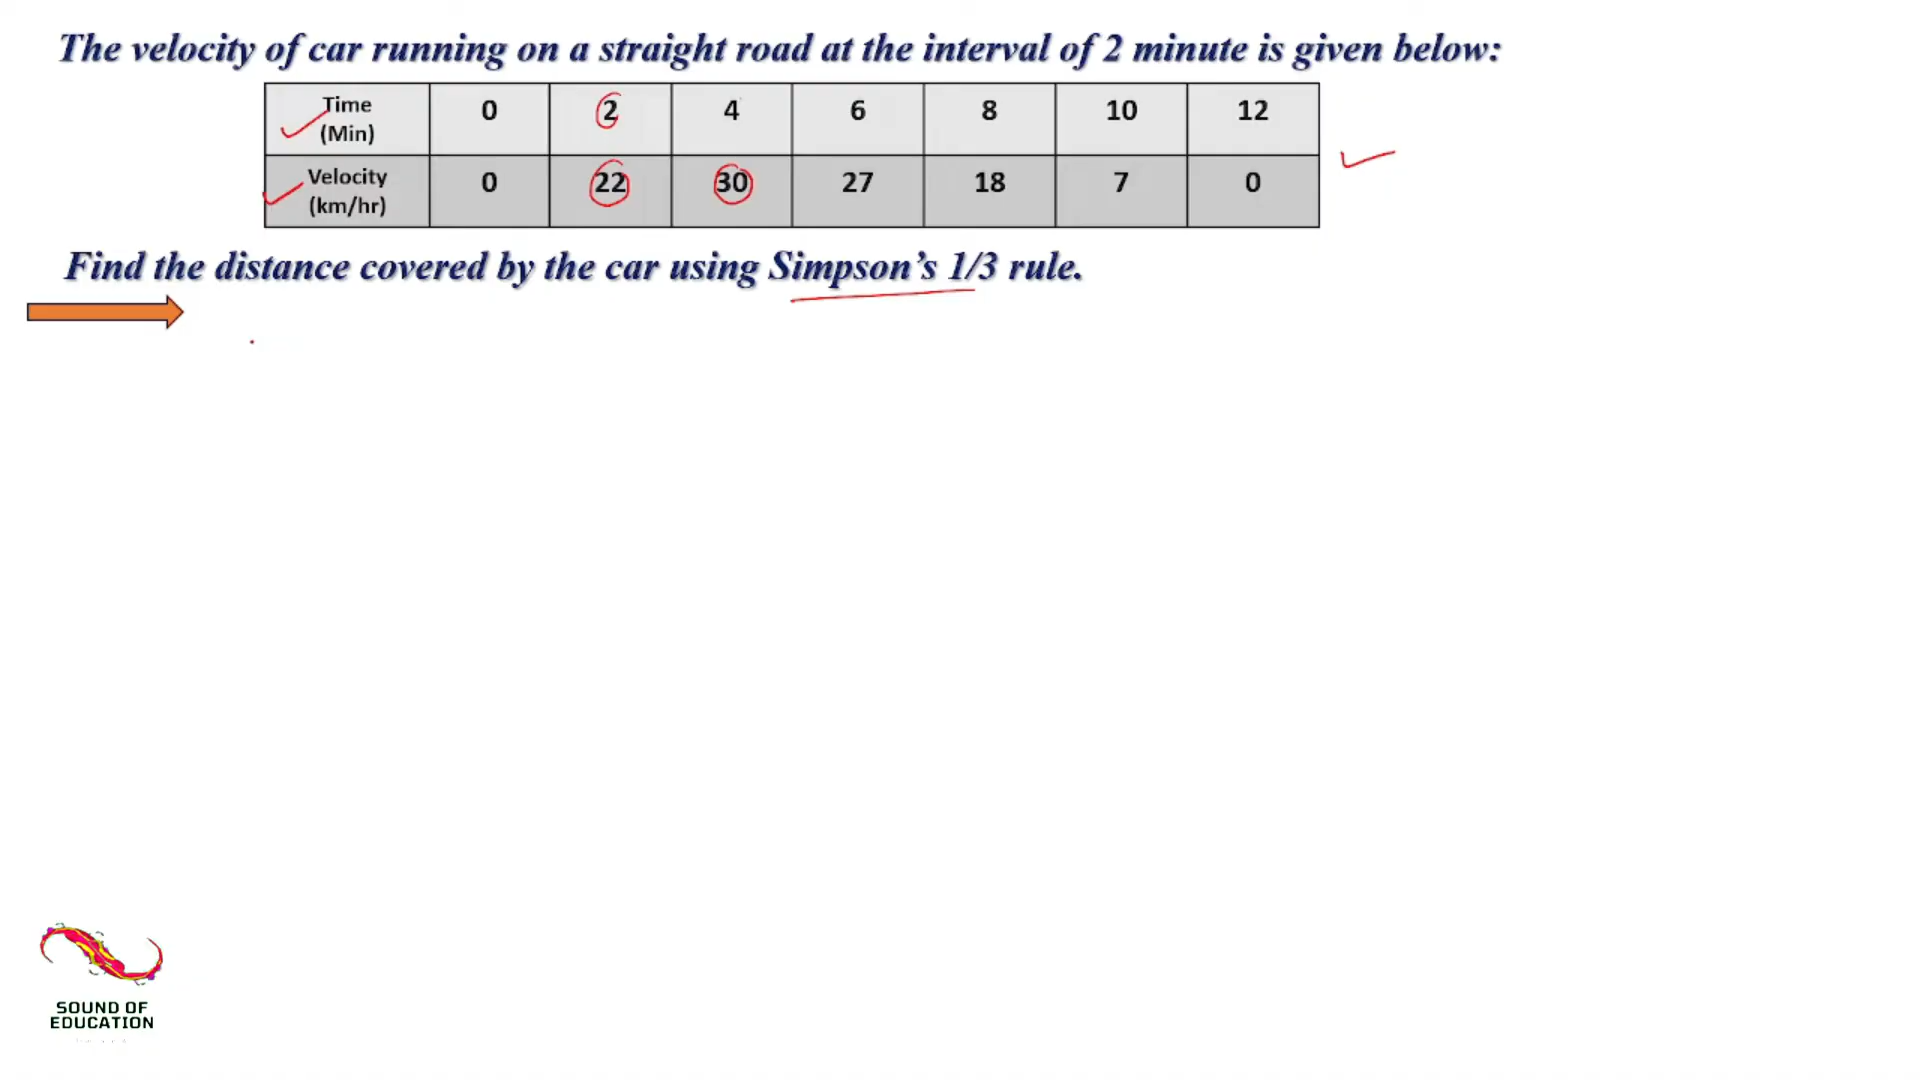 The velocity of car running on a straight road at the interval of 2 minute is given below:
Time (Min) 0 2 4 6 8 10 12
Velocity (km/hr) 0 22 30 27 18 7 0
Find the distance covered by the car using Simpson’s 1/3 rule.
SOUND OF
EDUCATION